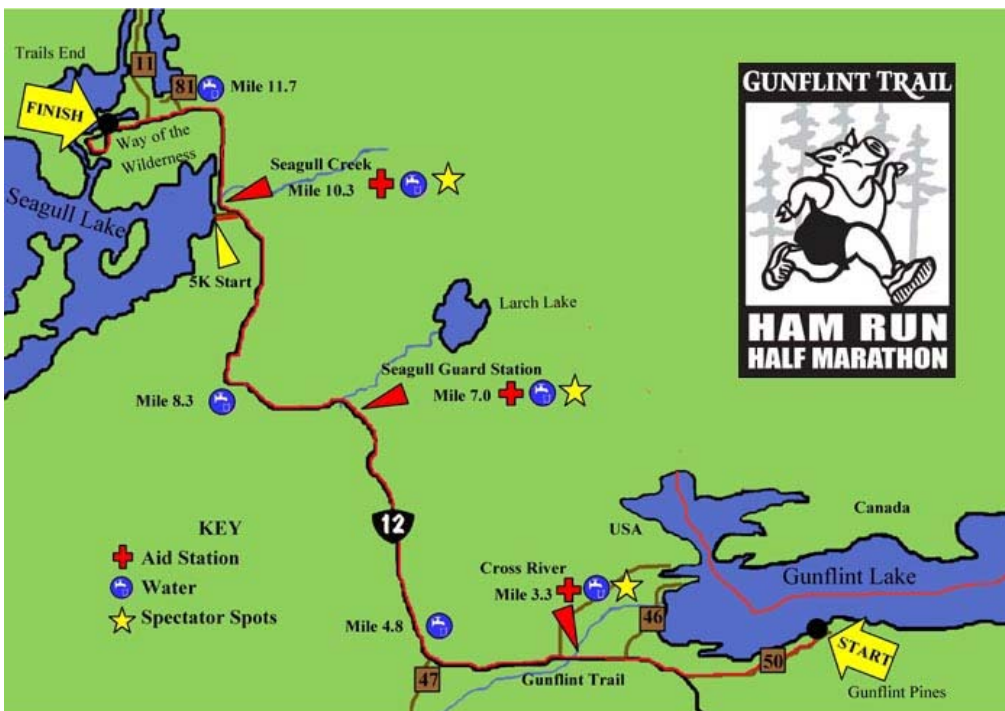 Trails End
11
81
Mile 11.7
FINISH
Way of the
Wilderness
Seagull Creek
Mile 10.3
Seagull Lake
5K Start
GUNFLINT TRAIL
HAM RUN
HALF MARATHON
Larch Lake
Seagull Guard Station
Mile 7.0
Mile 8.3
12
KEY
Aid Station
Water
Spectator Spots
USA
Canada
Gunflint Lake
Cross River
Mile 3.3
46
Mile 4.8
47
Gunflint Trail
50
START
Gunflint Pines